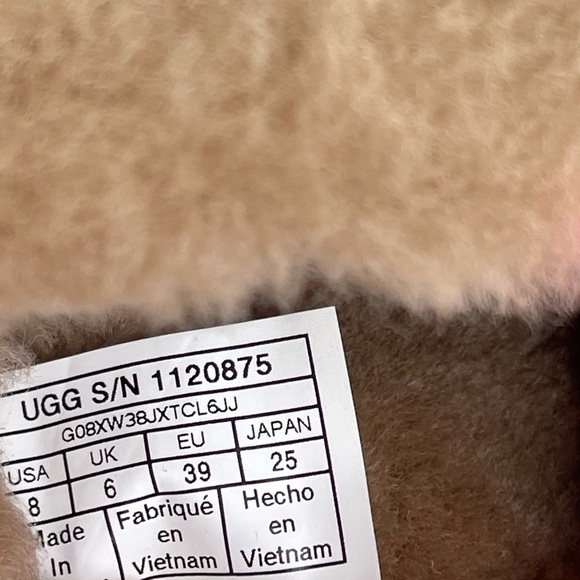 UGG S/N 1120875
G08XW38JXTCL6JJ
USA UK EU JAPAN
8 6 39 25
Made In
Fabriqué en Vietnam
Hecho en Vietnam